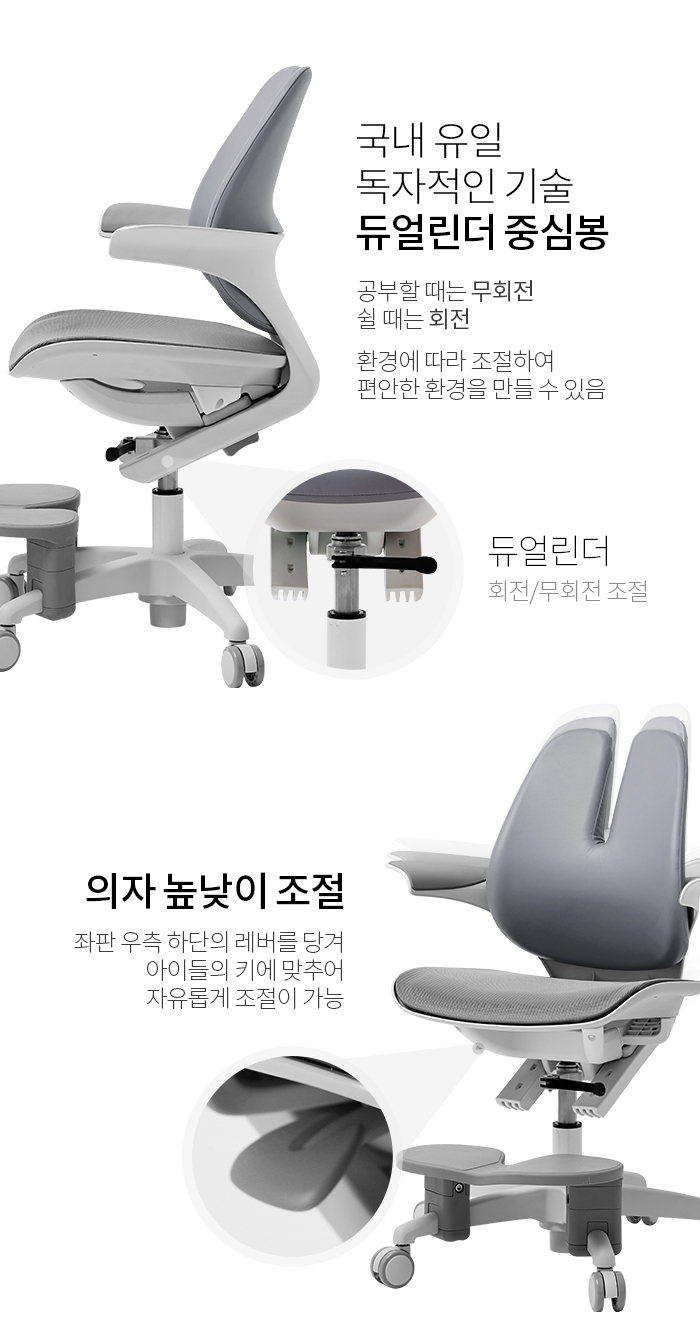 국내 유일
독자적인 기술
듀얼린더 중심봉
공부할 때는 무회전
쉴 때는 회전
환경에 따라 조절하여
편안한 환경을 만들 수 있음
듀얼린더
회전/무회전 조절
의자 높낮이 조절
좌판 우측 하단의 레버를 당겨
아이들의 키에 맞추어
자유롭게 조절이 가능